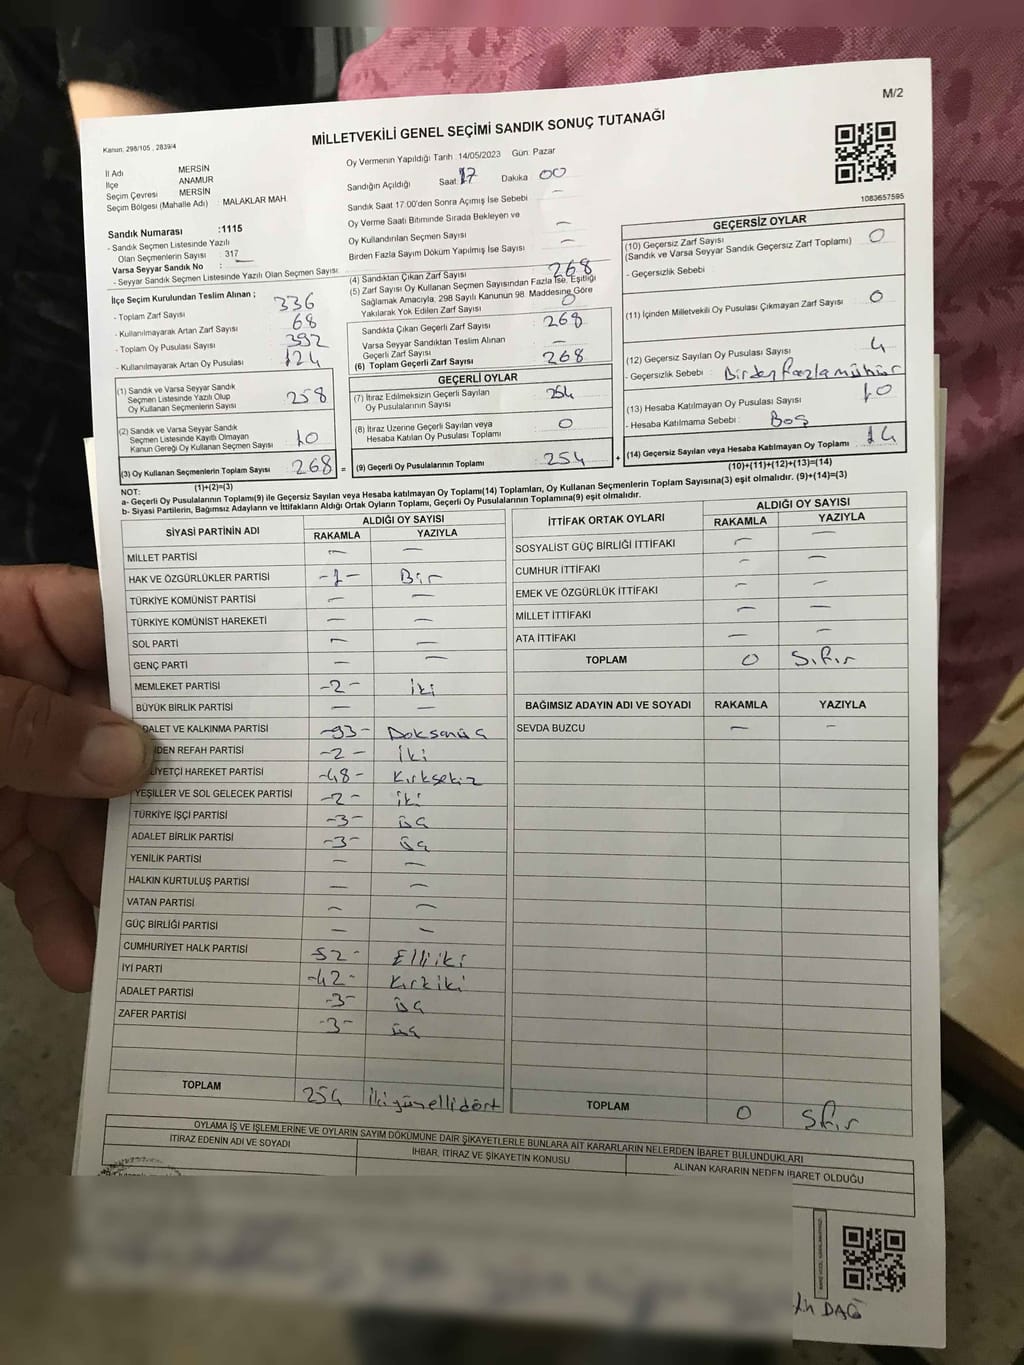 M/2
MİLLETVEKİLİ GENEL SEÇİMİ SANDIK SONUÇ TUTANAĞI
Kanun: 298/105 , 2839/4
İl Adı MERSİN
İlçe ANAMUR
Seçim Çevresi MERSİN
Seçim Bölgesi (Mahalle Adı) : MALAKLAR MAH.
Sandık Numarası :1115
- Sandık Seçmen Listesinde Yazılı
Olan Seçmenlerin Sayısı : 317
Varsa Seyyar Sandık No :
- Seyyar Sandık Seçmen Listesinde Yazılı Olan Seçmen Sayısı:
İlçe Seçim Kurulundan Teslim Alınan ;
- Toplam Zarf Sayısı 336
- Kullanılmayarak Artan Zarf Sayısı 68
- Toplam Oy Pusulası Sayısı 392
- Kullanılmayarak Artan Oy Pusulası 124
(1) Sandık ve Varsa Seyyar Sandık
Seçmen Listesinde Yazılı Olup
Oy Kullanan Seçmenlerin Sayısı 258
(2) Sandık ve Varsa Seyyar Sandık
Seçmen Listesinde Kayıtlı Olmayan
Kanun Gereği Oy Kullanan Seçmen Sayısı 10
(3) Oy Kullanan Seçmenlerin Toplam Sayısı 268 =
(1)+(2)=(3)
Oy Vermenin Yapıldığı Tarih :14/05/2023 Gün: Pazar
Sandığın Açıldığı Saat: 17 Dakika 00
Sandık Saat 17:00'den Sonra Açımış İse Sebebi —
Oy Verme Saati Bitiminde Sırada Bekleyen ve
Oy Kullandırılan Seçmen Sayısı —
Birden Fazla Sayım Döküm Yapılmış İse Sayısı —
(4) Sandıktan Çıkan Zarf Sayısı 268
(5) Zarf Sayısı Oy Kullanan Seçmen Sayısından Fazla İse, Eşitliği
Sağlamak Amacıyla, 298 Sayılı Kanunun 98. Maddesine Göre
Yakılarak Yok Edilen Zarf Sayısı 0
Sandıkta Çıkan Geçerli Zarf Sayısı 268
Varsa Seyyar Sandıktan Teslim Alınan
Geçerli Zarf Sayısı —
(6) Toplam Geçerli Zarf Sayısı 268
GEÇERLİ OYLAR
(7) İtiraz Edilmeksizin Geçerli Sayılan
Oy Pusulalarının Sayısı 254
(8) İtiraz Üzerine Geçerli Sayılan veya
Hesaba Katılan Oy Pusulası Toplamı 0
(9) Geçerli Oy Pusulalarının Toplamı 254 +
1083657595
GEÇERSİZ OYLAR
(10) Geçersiz Zarf Sayısı 0
(Sandık ve Varsa Seyyar Sandık Geçersiz Zarf Toplamı)
- Geçersizlik Sebebi
(11) İçinden Milletvekili Oy Pusulası Çıkmayan Zarf Sayısı 0
(12) Geçersiz Sayılan Oy Pusulası Sayısı 4
- Geçersizlik Sebebi : Birden fazla mühür
(13) Hesaba Katılmayan Oy Pusulası Sayısı 10
- Hesaba Katılmama Sebebi : Boş
(14) Geçersiz Sayılan veya Hesaba Katılmayan Oy Toplamı 14
(10)+(11)+(12)+(13)=(14)
NOT:
a- Geçerli Oy Pusulalarının Toplamı(9) ile Geçersiz Sayılan veya Hesaba katılmayan Oy Toplamı(14) Toplamları, Oy Kullanan Seçmenlerin Toplam Sayısına(3) eşit olmalıdır. (9)+(14)=(3)
b- Siyasi Partilerin, Bağımsız Adayların ve İttifakların Aldığı Ortak Oyların Toplamı, Geçerli Oy Pusulalarının Toplamına(9) eşit olmalıdır.
SİYASİ PARTİNİN ADI ALDIĞI OY SAYISI
RAKAMLA YAZIYLA
MİLLET PARTİSİ — —
HAK VE ÖZGÜRLÜKLER PARTİSİ -1- Bir
TÜRKİYE KOMÜNİST PARTİSİ — —
TÜRKİYE KOMÜNİST HAREKETİ — —
SOL PARTİ — —
GENÇ PARTİ — —
MEMLEKET PARTİSİ -2- iki
BÜYÜK BİRLİK PARTİSİ — —
DALET VE KALKINMA PARTİSİ -93- Doksanüç
İDEN REFAH PARTİSİ -2- iki
LİYETÇİ HAREKET PARTİSİ -48- Kırksekiz
YEŞİLLER VE SOL GELECEK PARTİSİ -2- iki
TÜRKİYE İŞÇİ PARTİSİ -3- üç
ADALET BİRLİK PARTİSİ -3- üç
YENİLİK PARTİSİ — —
HALKIN KURTULUŞ PARTİSİ — —
VATAN PARTİSİ — —
GÜÇ BİRLİĞİ PARTİSİ — —
CUMHURİYET HALK PARTİSİ -52- Elliiki
İYİ PARTİ -42- Kırkiki
ADALET PARTİSİ -3- üç
ZAFER PARTİSİ -3- üç
TOPLAM 254 İkiyüzellidört
İTTİFAK ORTAK OYLARI ALDIĞI OY SAYISI
RAKAMLA YAZIYLA
SOSYALİST GÜÇ BİRLİĞİ İTTİFAKI — —
CUMHUR İTTİFAKI — —
EMEK VE ÖZGÜRLÜK İTTİFAKI — —
MİLLET İTTİFAKI — —
ATA İTTİFAKI — —
TOPLAM 0 Sıfır
BAĞIMSIZ ADAYIN ADI VE SOYADI RAKAMLA YAZIYLA
SEVDA BUZCU — —
TOPLAM 0 Sıfır
OYLAMA İŞ VE İŞLEMLERİNE VE OYLARIN SAYIM DÖKÜMÜNE DAİR ŞİKAYETLERLE BUNLARA AİT KARARLARIN NELERDEN İBARET BULUNDUKLARI
İTİRAZ EDENİN ADI VE SOYADI İHBAR, İTİRAZ VE ŞİKAYETİN KONUSU ALINAN KARARIN NEDEN İBARET OLDUĞU
DAĞ